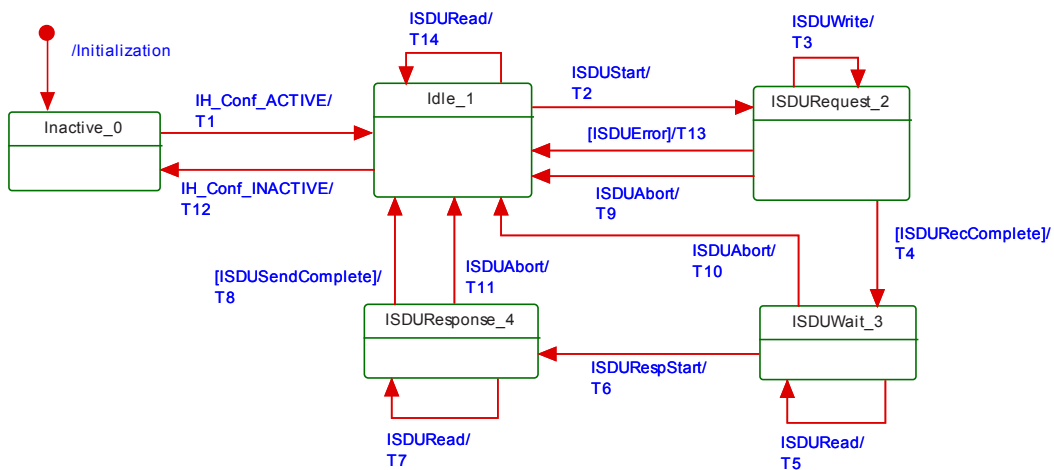 ISDURead/
T14
ISDUWrite/
T3
/Initialization
ISDUStart/
T2
Idle_1
ISDURequest_2
IH_Conf_ACTIVE/
T1
Inactive_0
[ISDUError]/T13
IH_Conf_INACTIVE/
T12
ISDUAbort/
T9
[ISDURecComplete]/
T4
ISDUAbort/
T10
ISDUAbort/
T11
[ISDUSendComplete]/
T8
ISDUResponse_4
ISDUWait_3
ISDURespStart/
T6
ISDURead/
T7
ISDURead/
T5